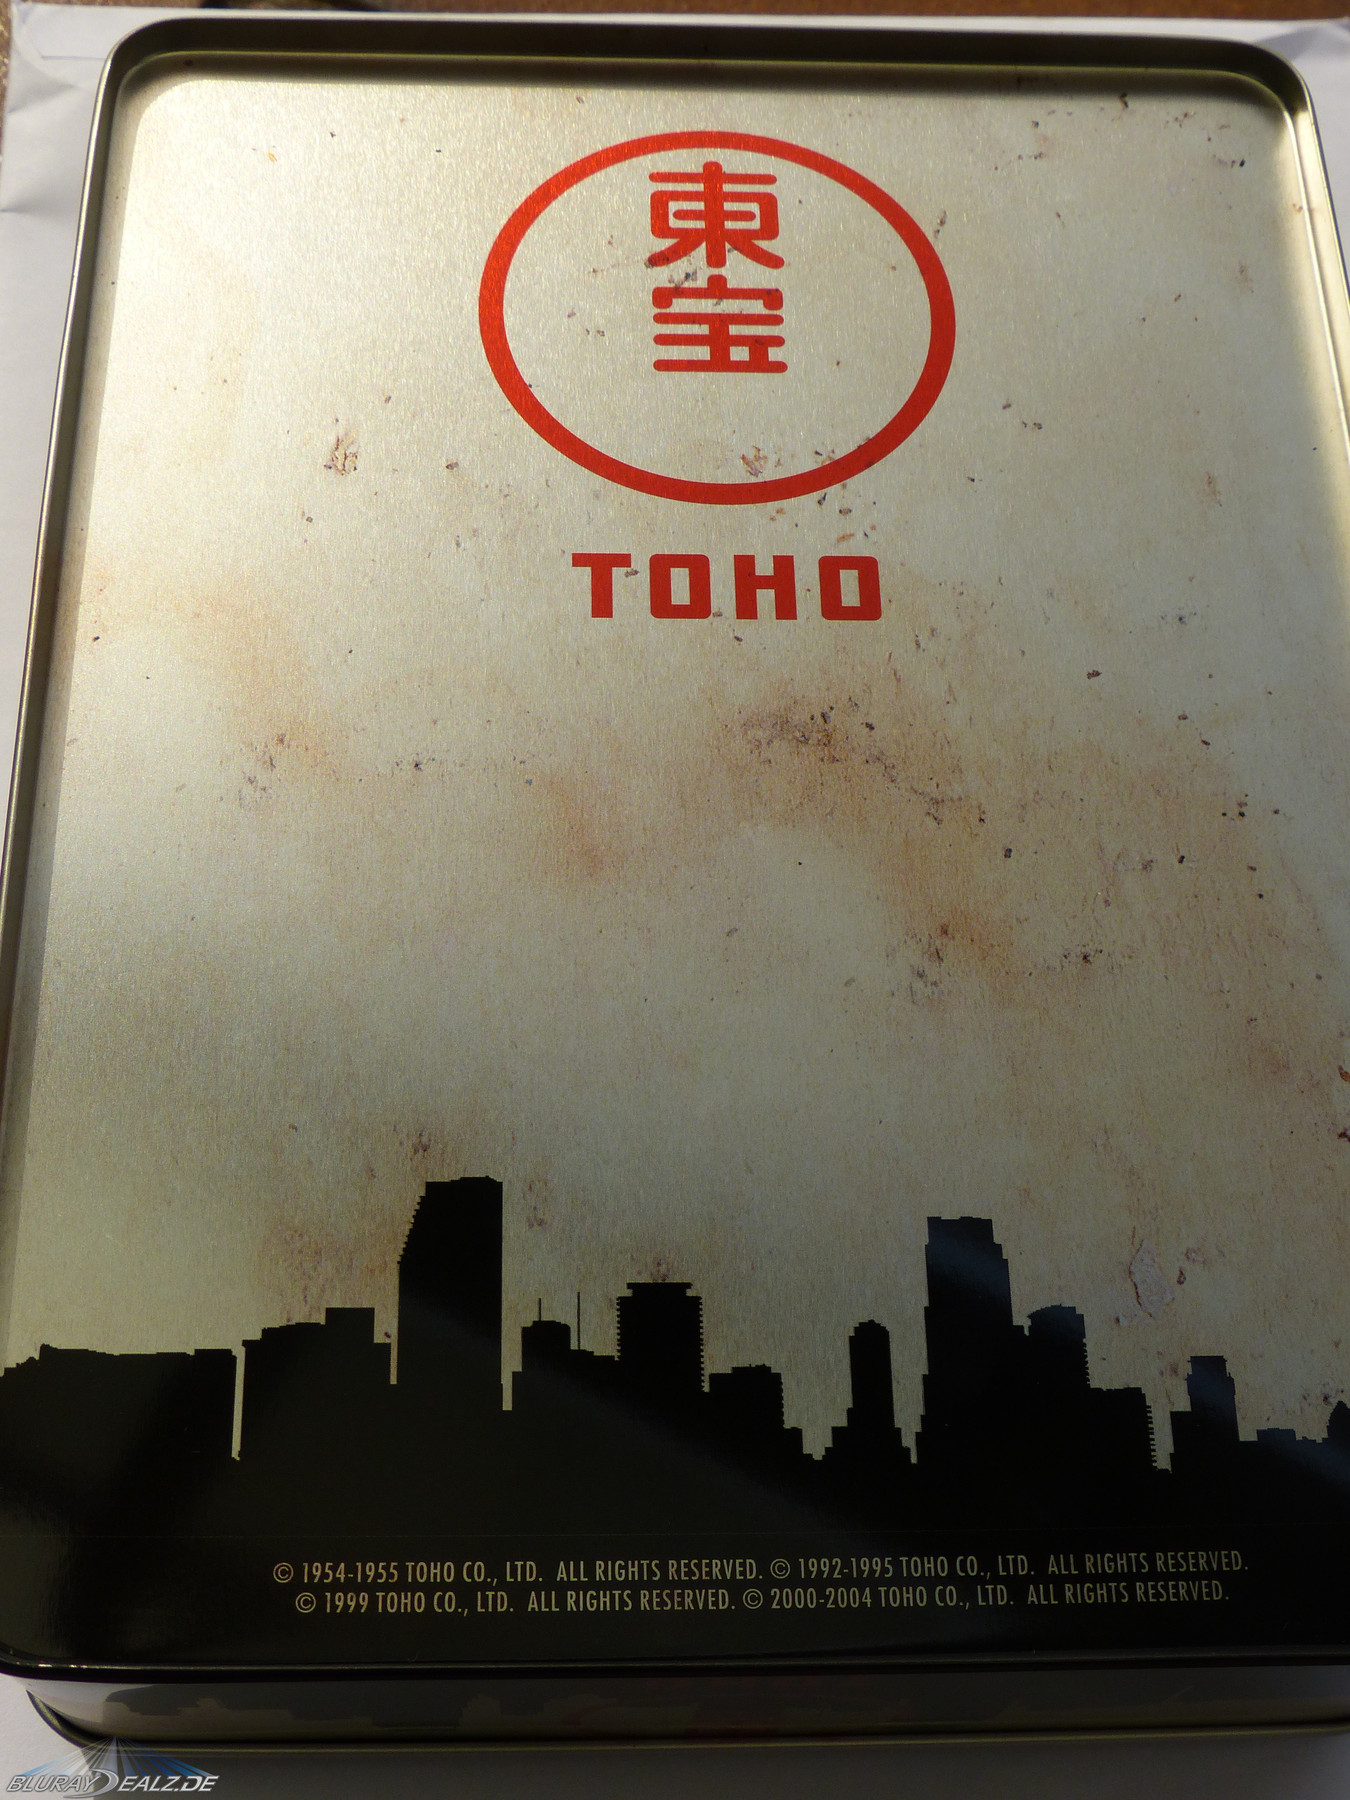 東
宝
TOHO
© 1954-1955 TOHO CO., LTD. ALL RIGHTS RESERVED. © 1992-1995 TOHO CO., LTD. ALL RIGHTS RESERVED.
© 1999 TOHO CO., LTD. ALL RIGHTS RESERVED. © 2000-2004 TOHO CO., LTD. ALL RIGHTS RESERVED.
BLURAYDEALZ.DE